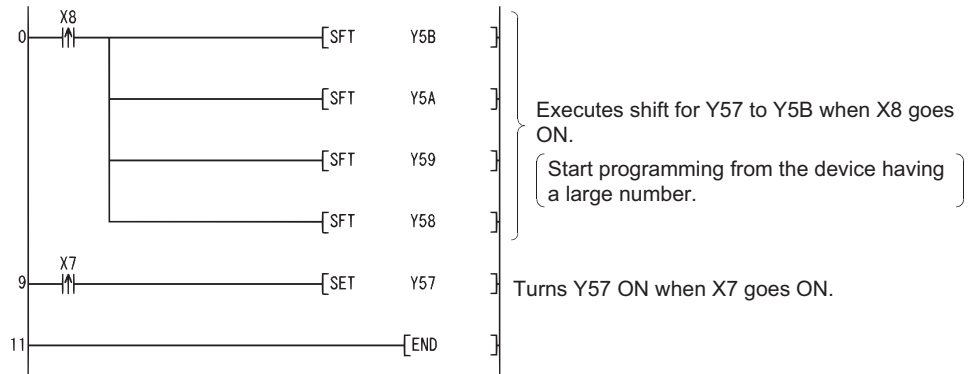 X8
0 [SFT Y5B ]
[SFT Y5A ]
[SFT Y59 ]
[SFT Y58 ]
Executes shift for Y57 to Y5B when X8 goes
ON.
Start programming from the device having
a large number.
X7
9 [SET Y57 ]
Turns Y57 ON when X7 goes ON.
11 [END ]